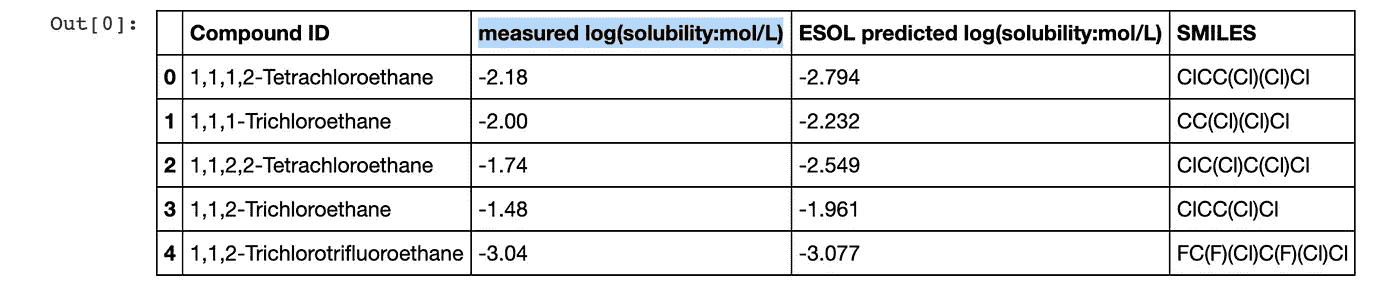 Out[0]:
Compound ID measured log(solubility:mol/L) ESOL predicted log(solubility:mol/L) SMILES
0 1,1,1,2-Tetrachloroethane -2.18 -2.794 ClCC(Cl)(Cl)Cl
1 1,1,1-Trichloroethane -2.00 -2.232 CC(Cl)(Cl)Cl
2 1,1,2,2-Tetrachloroethane -1.74 -2.549 ClC(Cl)C(Cl)Cl
3 1,1,2-Trichloroethane -1.48 -1.961 ClCC(Cl)Cl
4 1,1,2-Trichlorotrifluoroethane -3.04 -3.077 FC(F)(Cl)C(F)(Cl)Cl